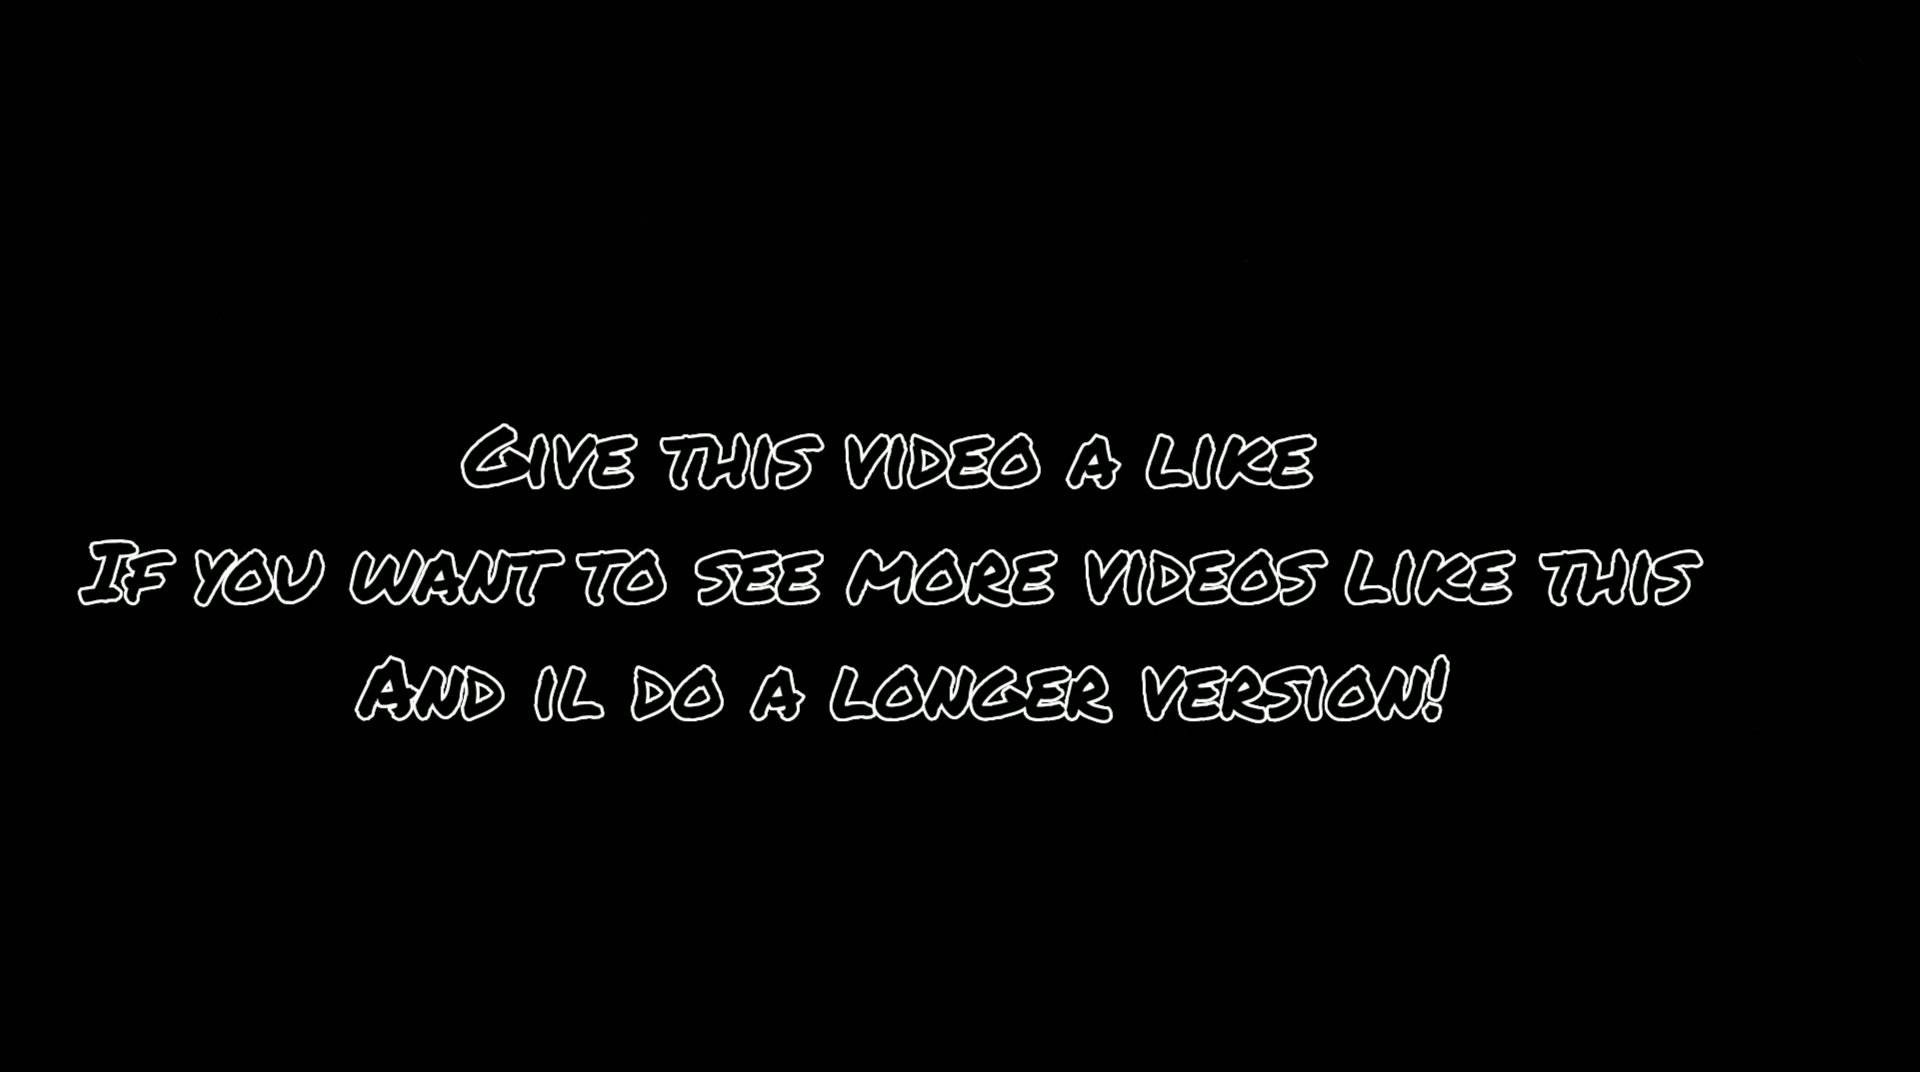 Give this video a like
If you want to see more videos like this
And il do a longer version!